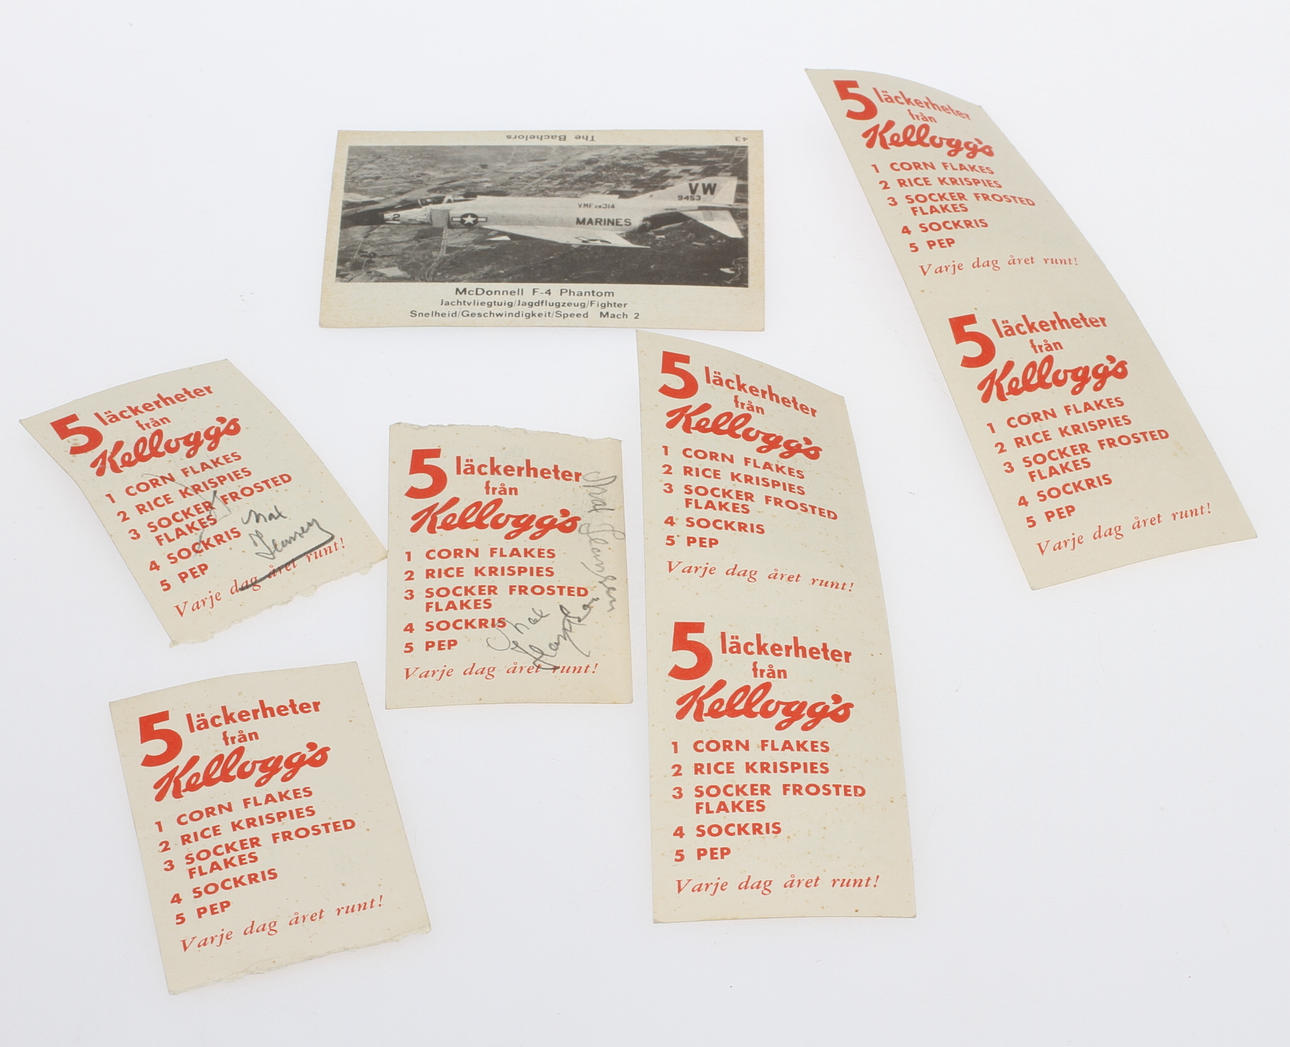 The Bachelors 43
VW
9453
VMF
314
2
MARINES
McDonnell F-4 Phantom
Jachtvliegtuig/Jagdflugzeug/Fighter
Snelheid/Geschwindigkeit/Speed Mach 2
5 läckerheter
från
Kellogg's
1 CORN FLAKES
2 RICE KRISPIES
3 SOCKER FROSTED
FLAKES
4 SOCKRIS
5 PEP
Varje dag året runt!
5 läckerheter
från
Kellogg's
1 CORN FLAKES
2 RICE KRISPIES
3 SOCKER FROSTED
FLAKES
4 SOCKRIS
5 PEP
Varje dag året runt!
5 läckerheter
från
Kellogg's
1 CORN FLAKES
2 RICE KRISPIES
3 SOCKER FROSTED
FLAKES
4 SOCKRIS
5 PEP
Varje dag året runt!
5 läckerheter
från
Kellogg's
1 CORN FLAKES
2 RICE KRISPIES
3 SOCKER FROSTED
FLAKES
4 SOCKRIS
5 PEP
Varje dag året runt!
5 läckerheter
från
Kellogg's
1 CORN FLAKES
2 RICE KRISPIES
3 SOCKER FROSTED
FLAKES
4 SOCKRIS
5 PEP
Varje dag året runt!
5 läckerheter
från
Kellogg's
1 CORN FLAKES
2 RICE KRISPIES
3 SOCKER FROSTED
FLAKES
4 SOCKRIS
5 PEP
Varje dag året runt!
5 läckerheter
från
Kellogg's
1 CORN FLAKES
2 RICE KRISPIES
3 SOCKER FROSTED
FLAKES
4 SOCKRIS
5 PEP
Varje dag året runt!